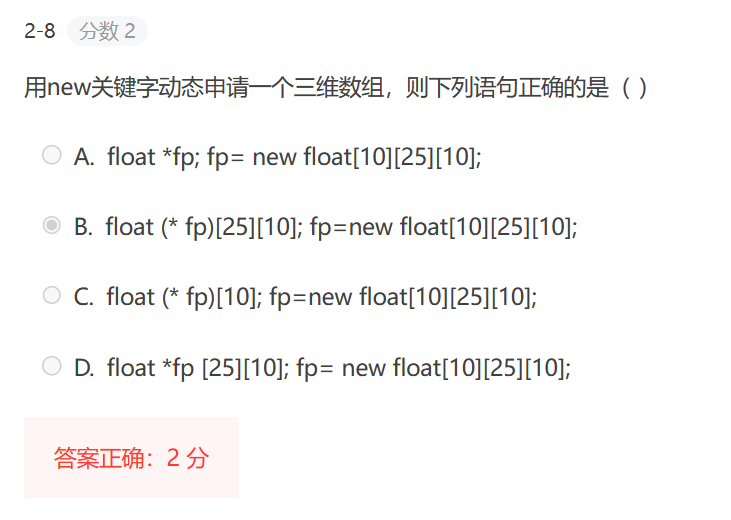 2-8 分数 2
用new关键字动态申请一个三维数组，则下列语句正确的是（ ）
A. float *fp; fp= new float[10][25][10];
B. float (* fp)[25][10]; fp=new float[10][25][10];
C. float (* fp)[10]; fp=new float[10][25][10];
D. float *fp [25][10]; fp= new float[10][25][10];
答案正确：2 分